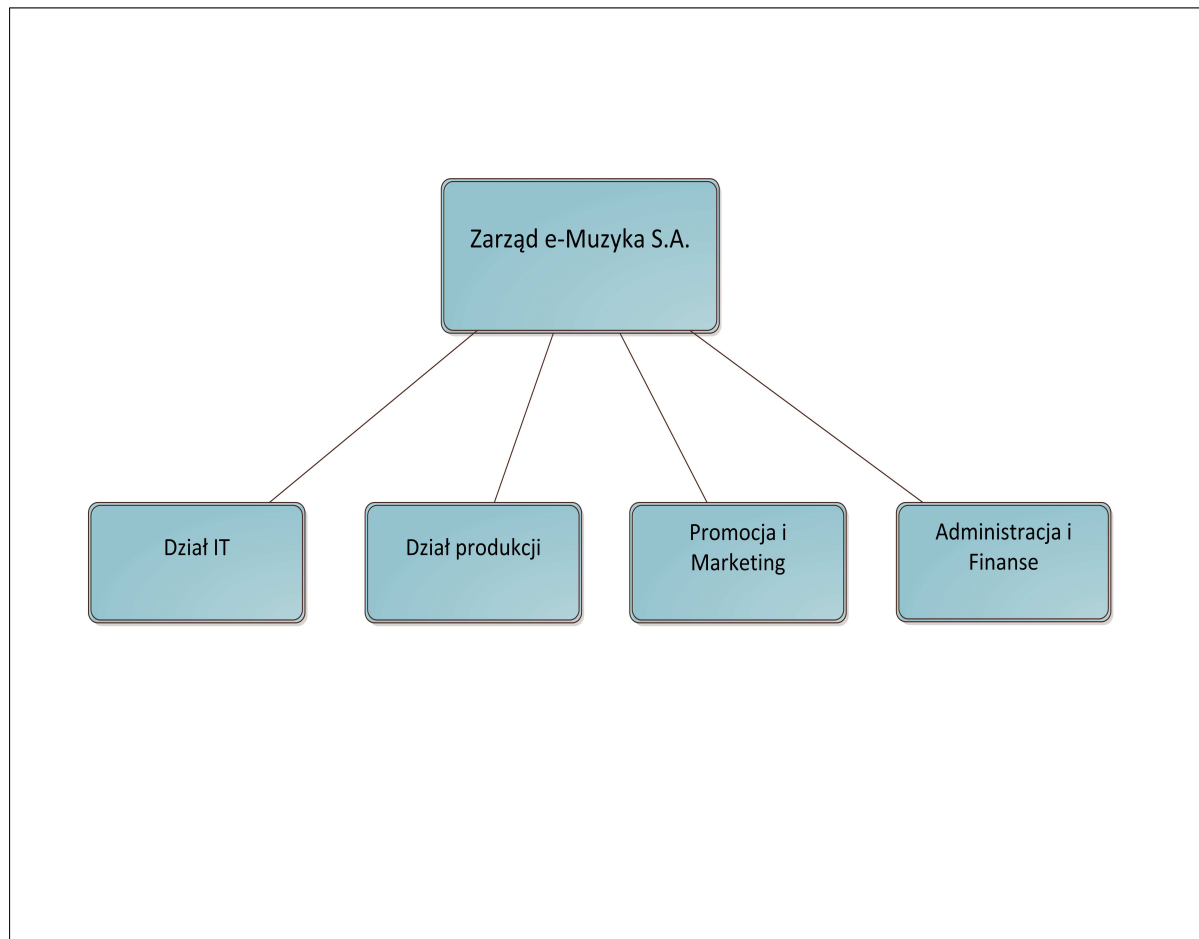 Zarząd e-Muzyka S.A.
Dział IT
Dział produkcji
Promocja i
Marketing
Administracja i
Finanse